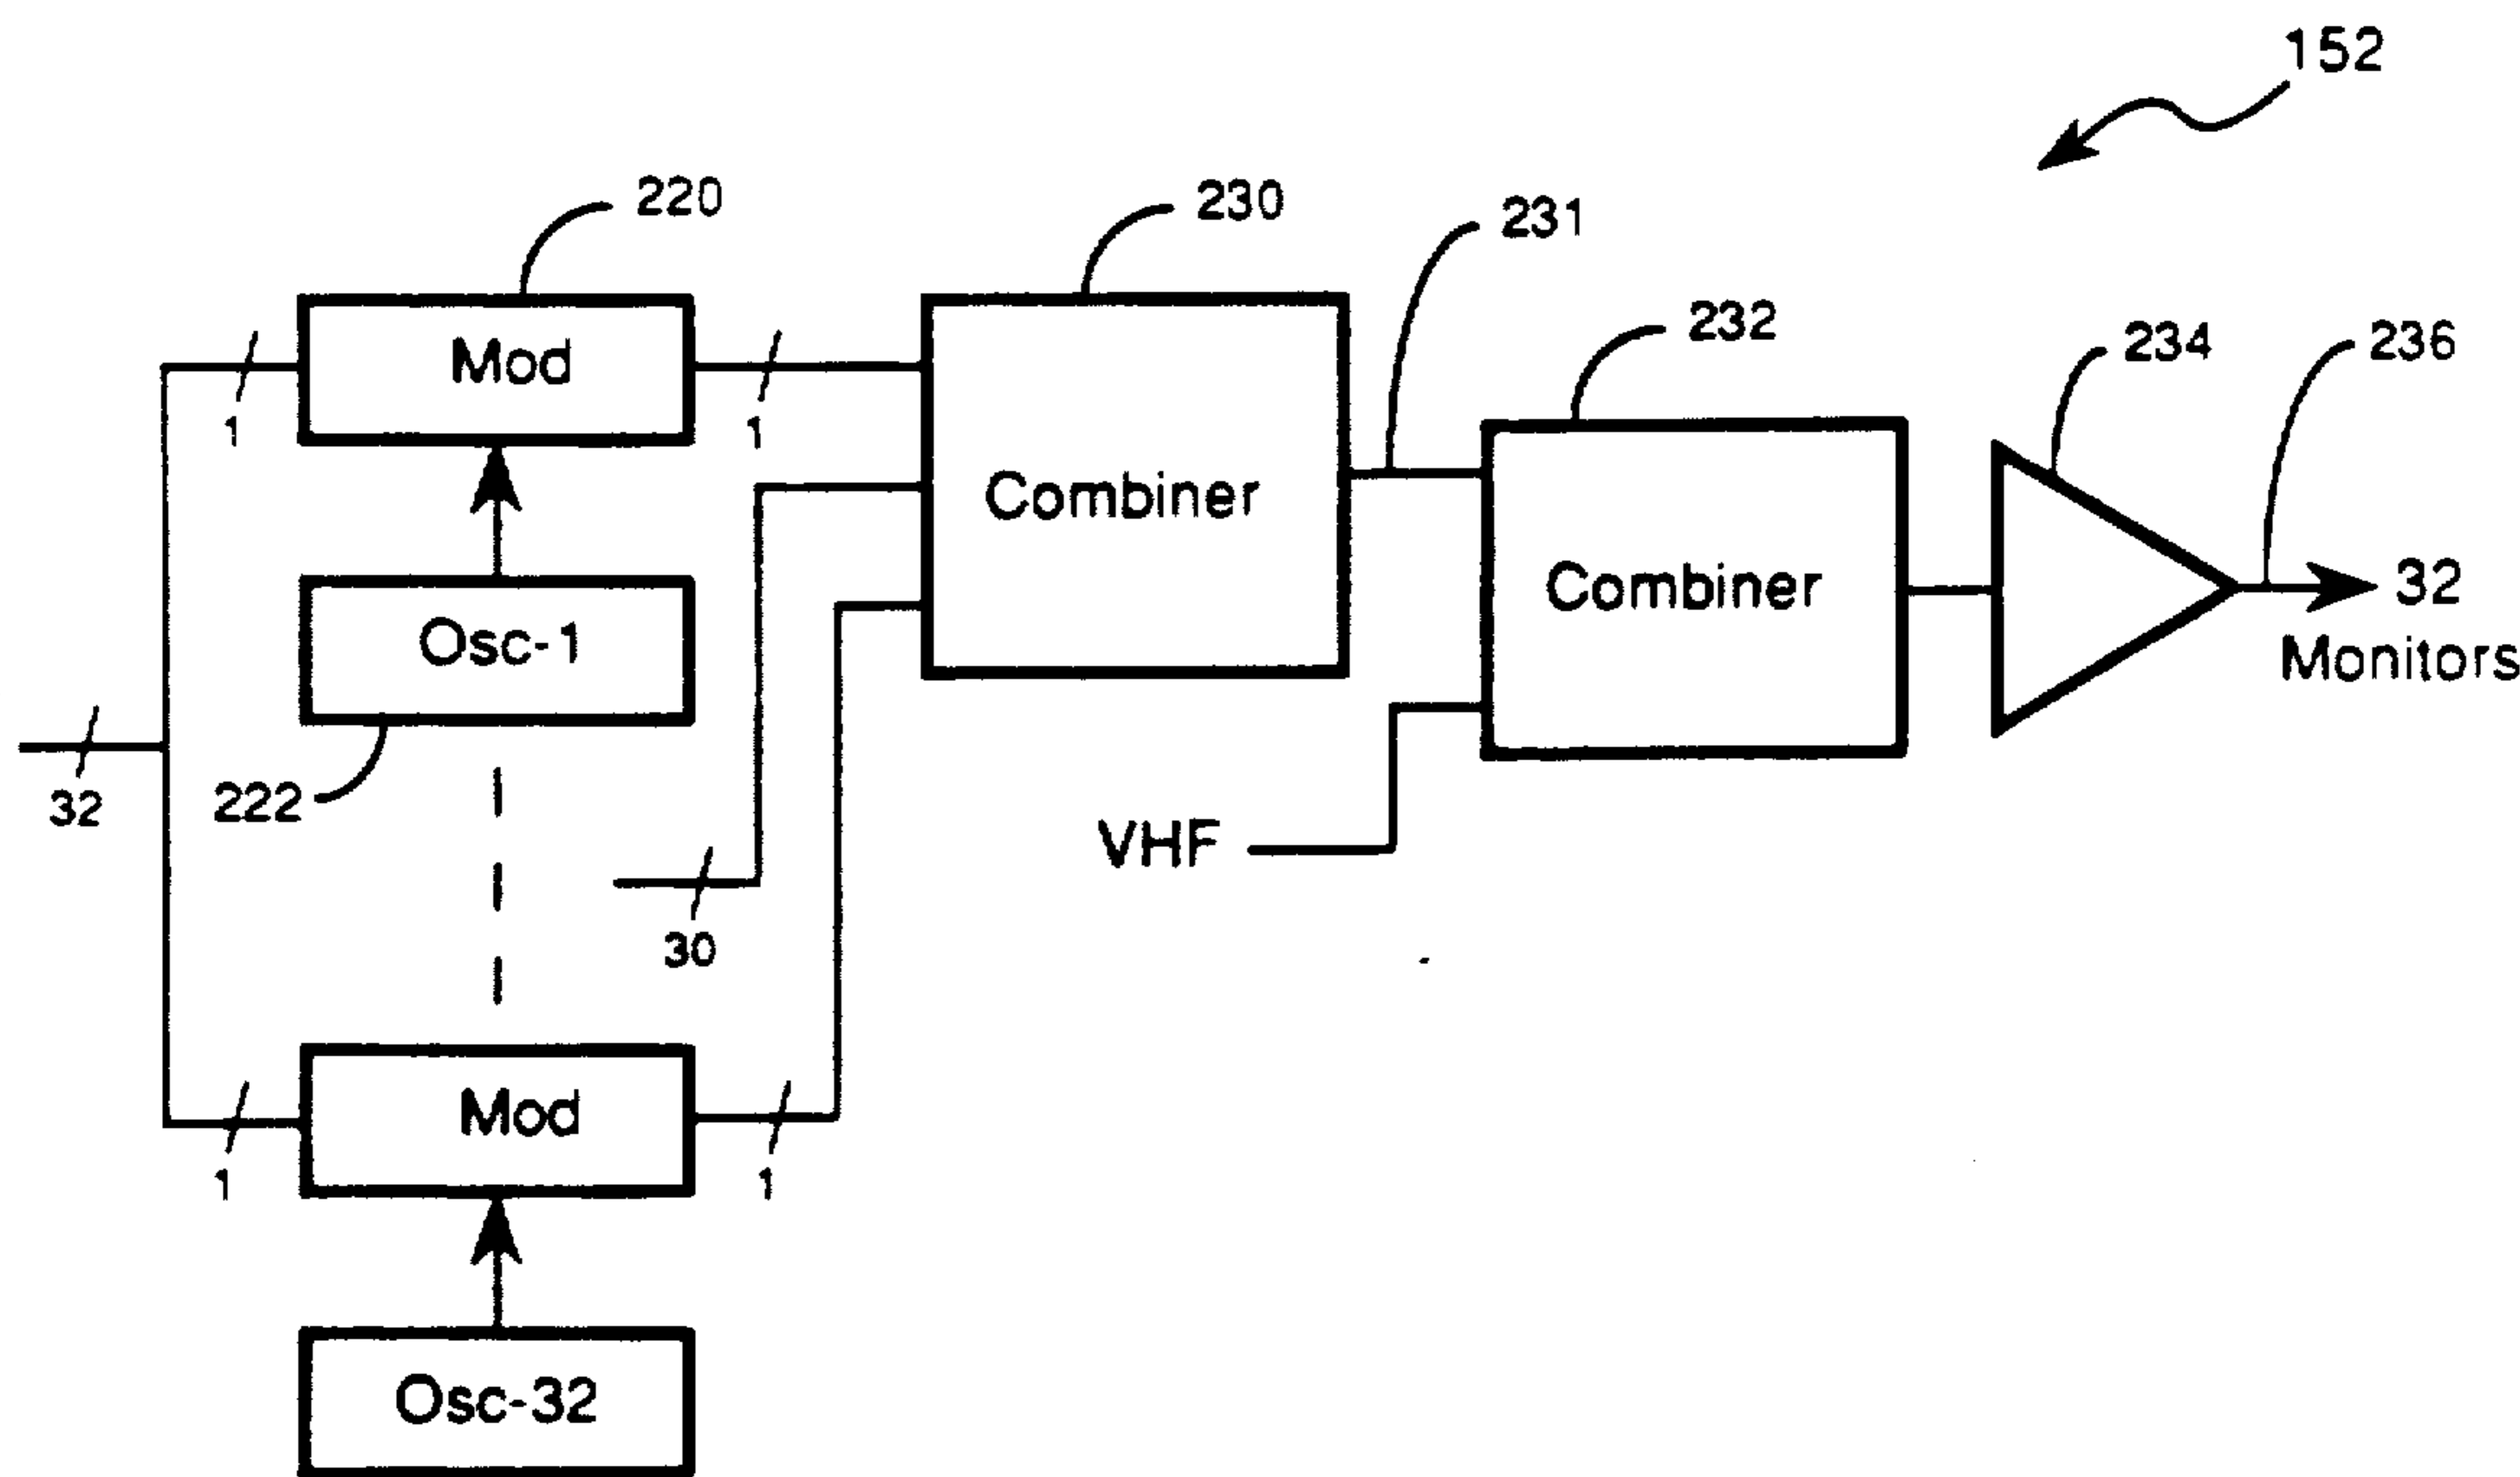 152
220
230
231
232
234
236
Mod
1
1
Combiner
Combiner
32
Monitors
Osc-1
32
222
VHF
30
Mod
1
1
Osc-32